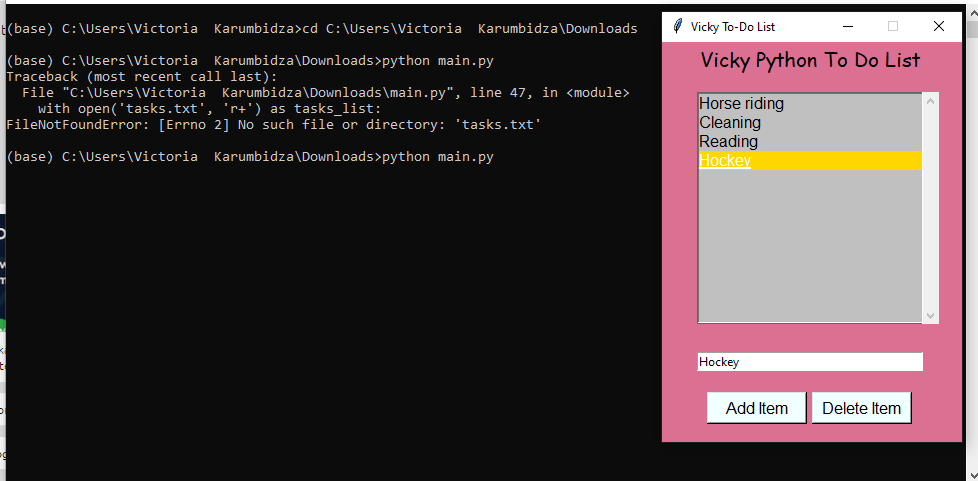 (base) C:\Users\Victoria  Karumbidza>cd C:\Users\Victoria  Karumbidza\Downloads
(base) C:\Users\Victoria  Karumbidza\Downloads>python main.py
Traceback (most recent call last):
  File "C:\Users\Victoria  Karumbidza\Downloads\main.py", line 47, in <module>
    with open('tasks.txt', 'r+') as tasks_list:
FileNotFoundError: [Errno 2] No such file or directory: 'tasks.txt'
(base) C:\Users\Victoria  Karumbidza\Downloads>python main.py
Vicky To-Do List
Vicky Python To Do List
Horse riding
Cleaning
Reading
Hockey
Hockey
Add Item
Delete Item